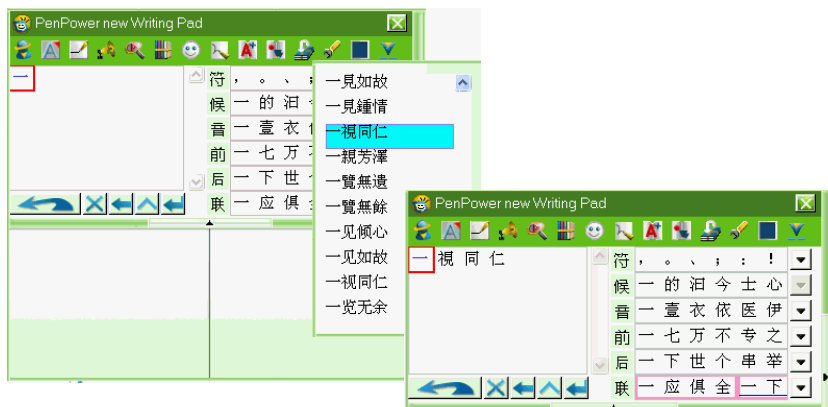 PenPower new Writing Pad
一
符 , 。 、 ;
候 一 的 汩
音 一 壹 衣
前 一 七 万
后 一 下 世
联 一 应 俱
一見如故
一見鍾情
一視同仁
一親芳澤
一覽無遺
一覽無餘
一见倾心
一见如故
一视同仁
一览无余
PenPower new Writing Pad
一 視 同 仁
符 , 。 、 ; : !
候 一 的 汩 今 士 心
音 一 壹 衣 依 医 伊
前 一 七 万 不 专 之
后 一 下 世 个 串 举
联 一 应 俱 全 一 下